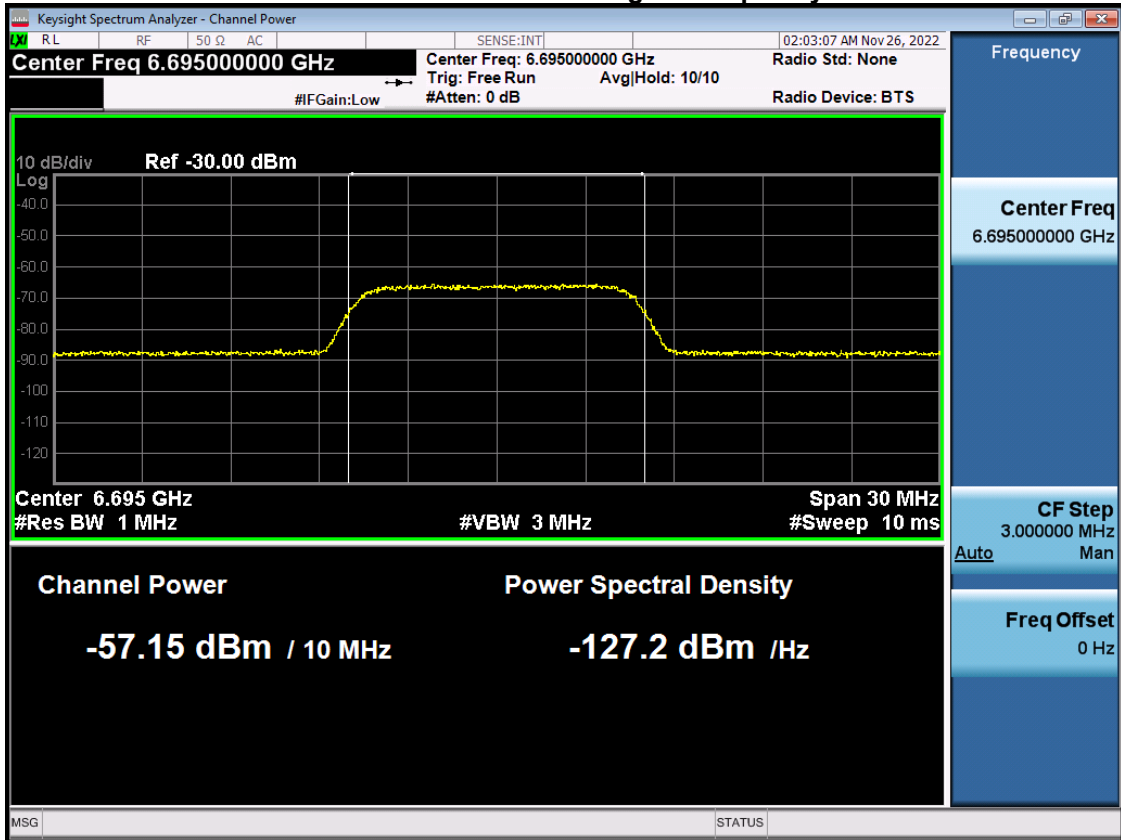 Keysight Spectrum Analyzer - Channel Power
LXI RL RF 50 Ω AC SENSE:INT 02:03:07 AM Nov 26, 2022
Center Freq 6.695000000 GHz
Center Freq: 6.695000000 GHz
Radio Std: None
Trig: Free Run Avg|Hold: 10/10
#IFGain:Low
#Atten: 0 dB
Radio Device: BTS
10 dB/div Ref -30.00 dBm
Log
-40.0
-50.0
-60.0
-70.0
-80.0
-90.0
-100
-110
-120
Center 6.695 GHz
Span 30 MHz
#Res BW 1 MHz
#VBW 3 MHz
#Sweep 10 ms
Channel Power
Power Spectral Density
-57.15 dBm / 10 MHz
-127.2 dBm /Hz
Frequency
Center Freq
6.695000000 GHz
CF Step
3.000000 MHz
Auto Man
Freq Offset
0 Hz
MSG
STATUS